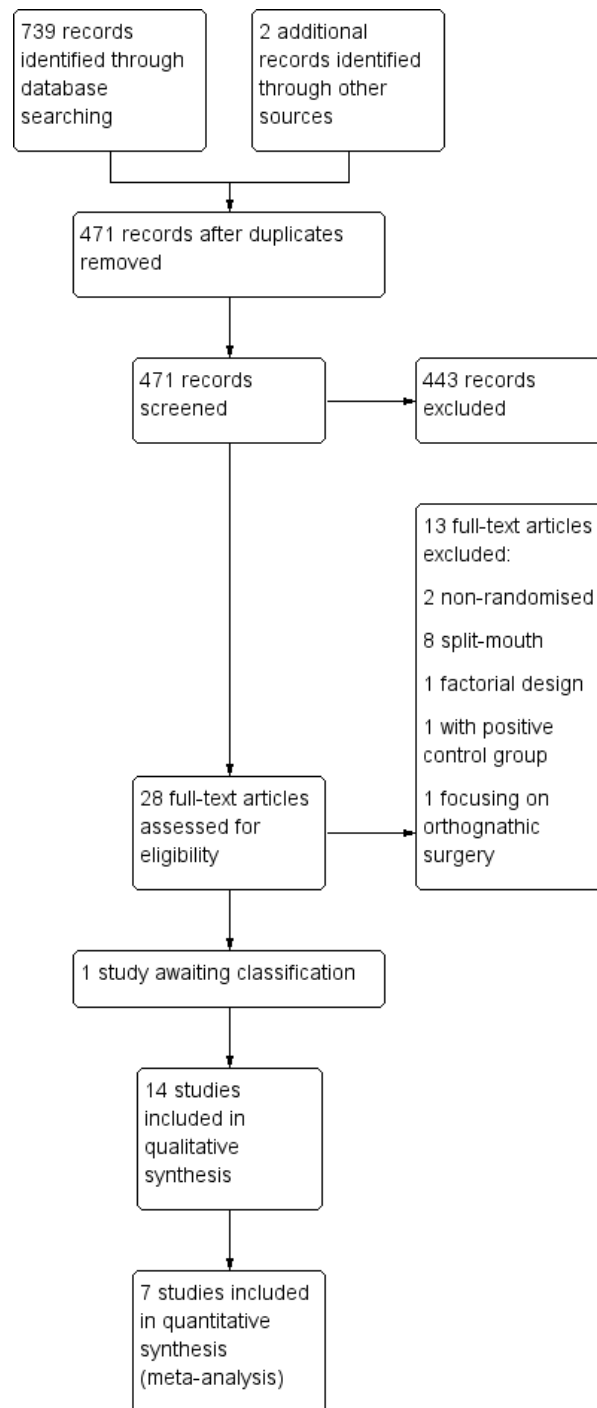 739 records
identified through
database
searching
2 additional
records identified
through other
sources
471 records after duplicates
removed
471 records
screened
443 records
excluded
13 full-text articles
excluded:
2 non-randomised
8 split-mouth
1 factorial design
1 with positive
control group
1 focusing on
orthognathic
surgery
28 full-text articles
assessed for
eligibility
1 study awaiting classification
14 studies
included in
qualitative
synthesis
7 studies included
in quantitative
synthesis
(meta-analysis)